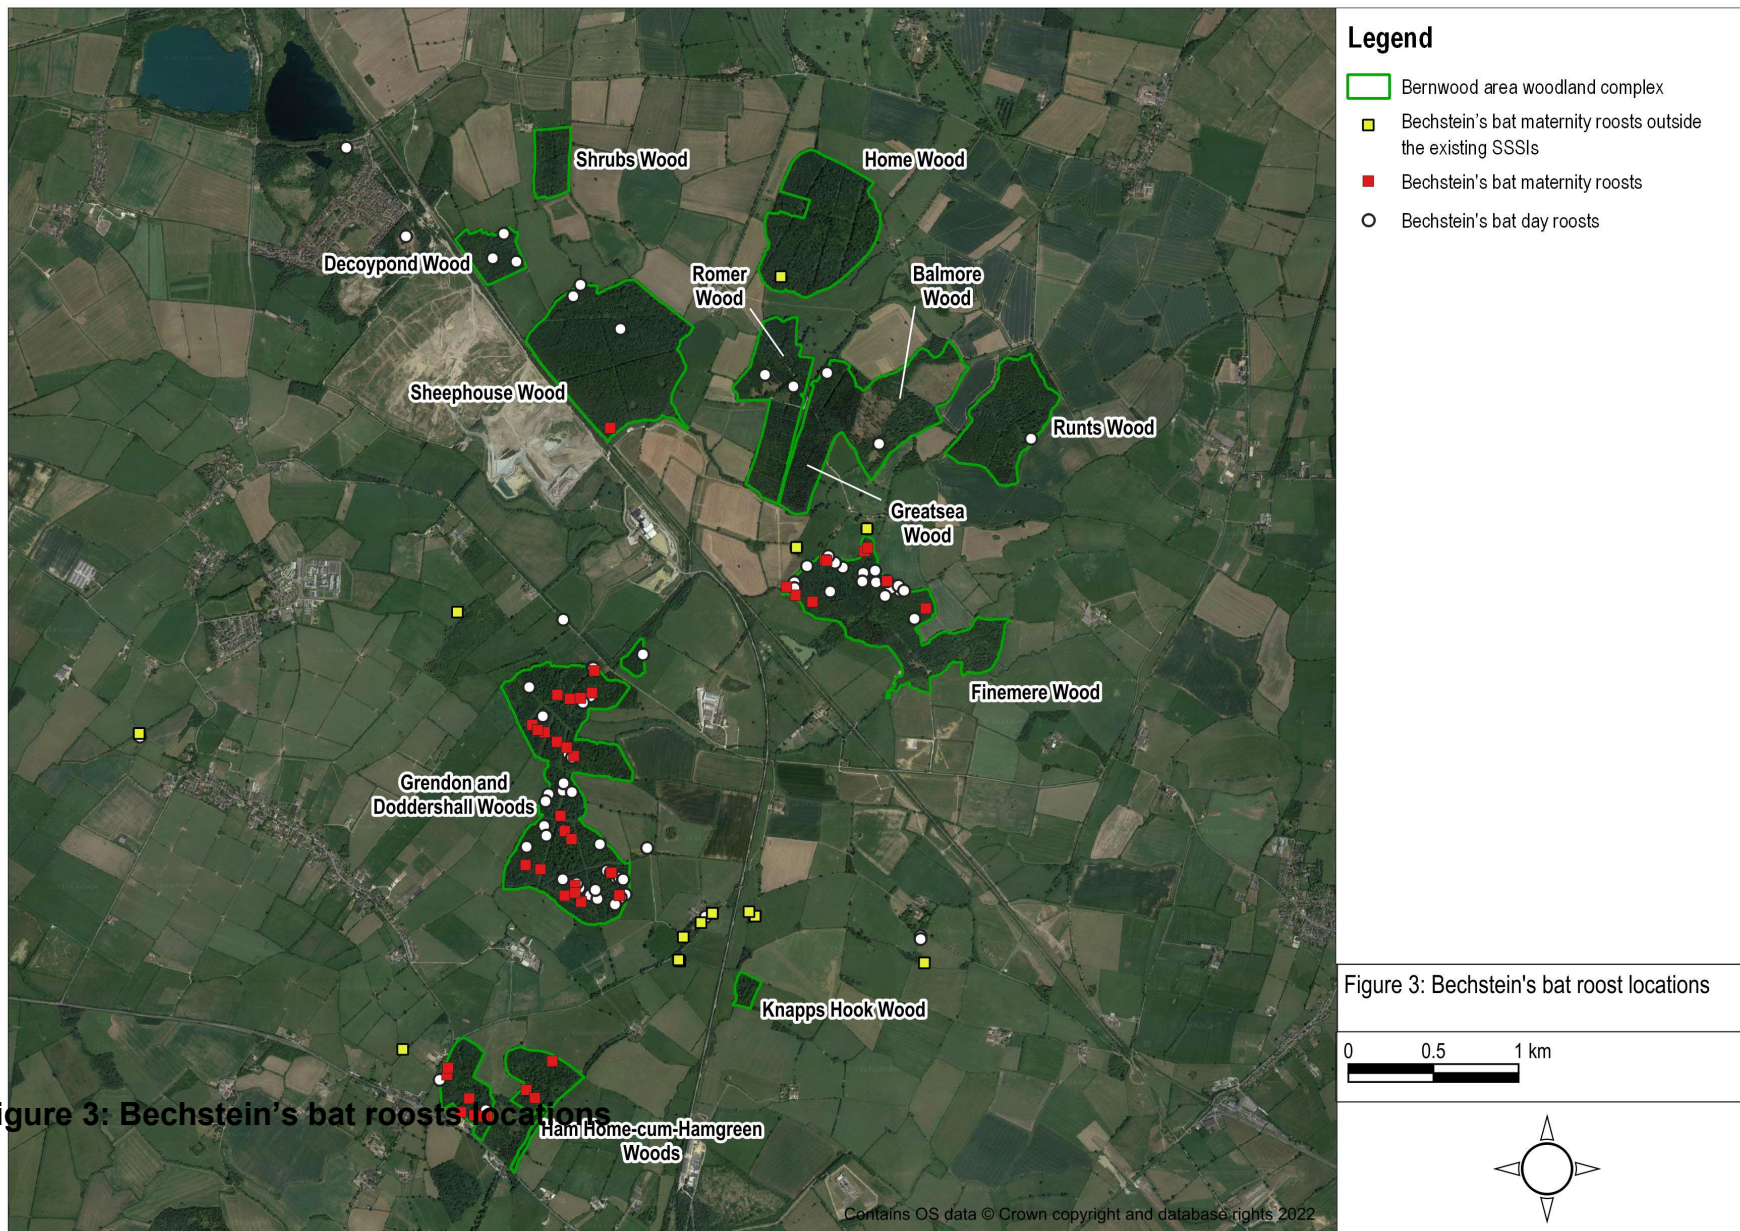 Legend
Bernwood area woodland complex
Bechstein's bat maternity roosts outside
the existing SSSIs
Bechstein's bat maternity roosts
Bechstein's bat day roosts
Shrubs Wood
Home Wood
Decoypond Wood
Romer
Wood
Balmore
Wood
Sheephouse Wood
Runts Wood
Greatsea
Wood
Finemere Wood
Grendon and
Doddershall Woods
Knapps Hook Wood
igure 3: Bechstein’s bat roosts locations
Ham Home-cum-Hamgreen
Woods
Contains OS data © Crown copyright and database rights 2022
Figure 3: Bechstein's bat roost locations
0 0.5 1 km